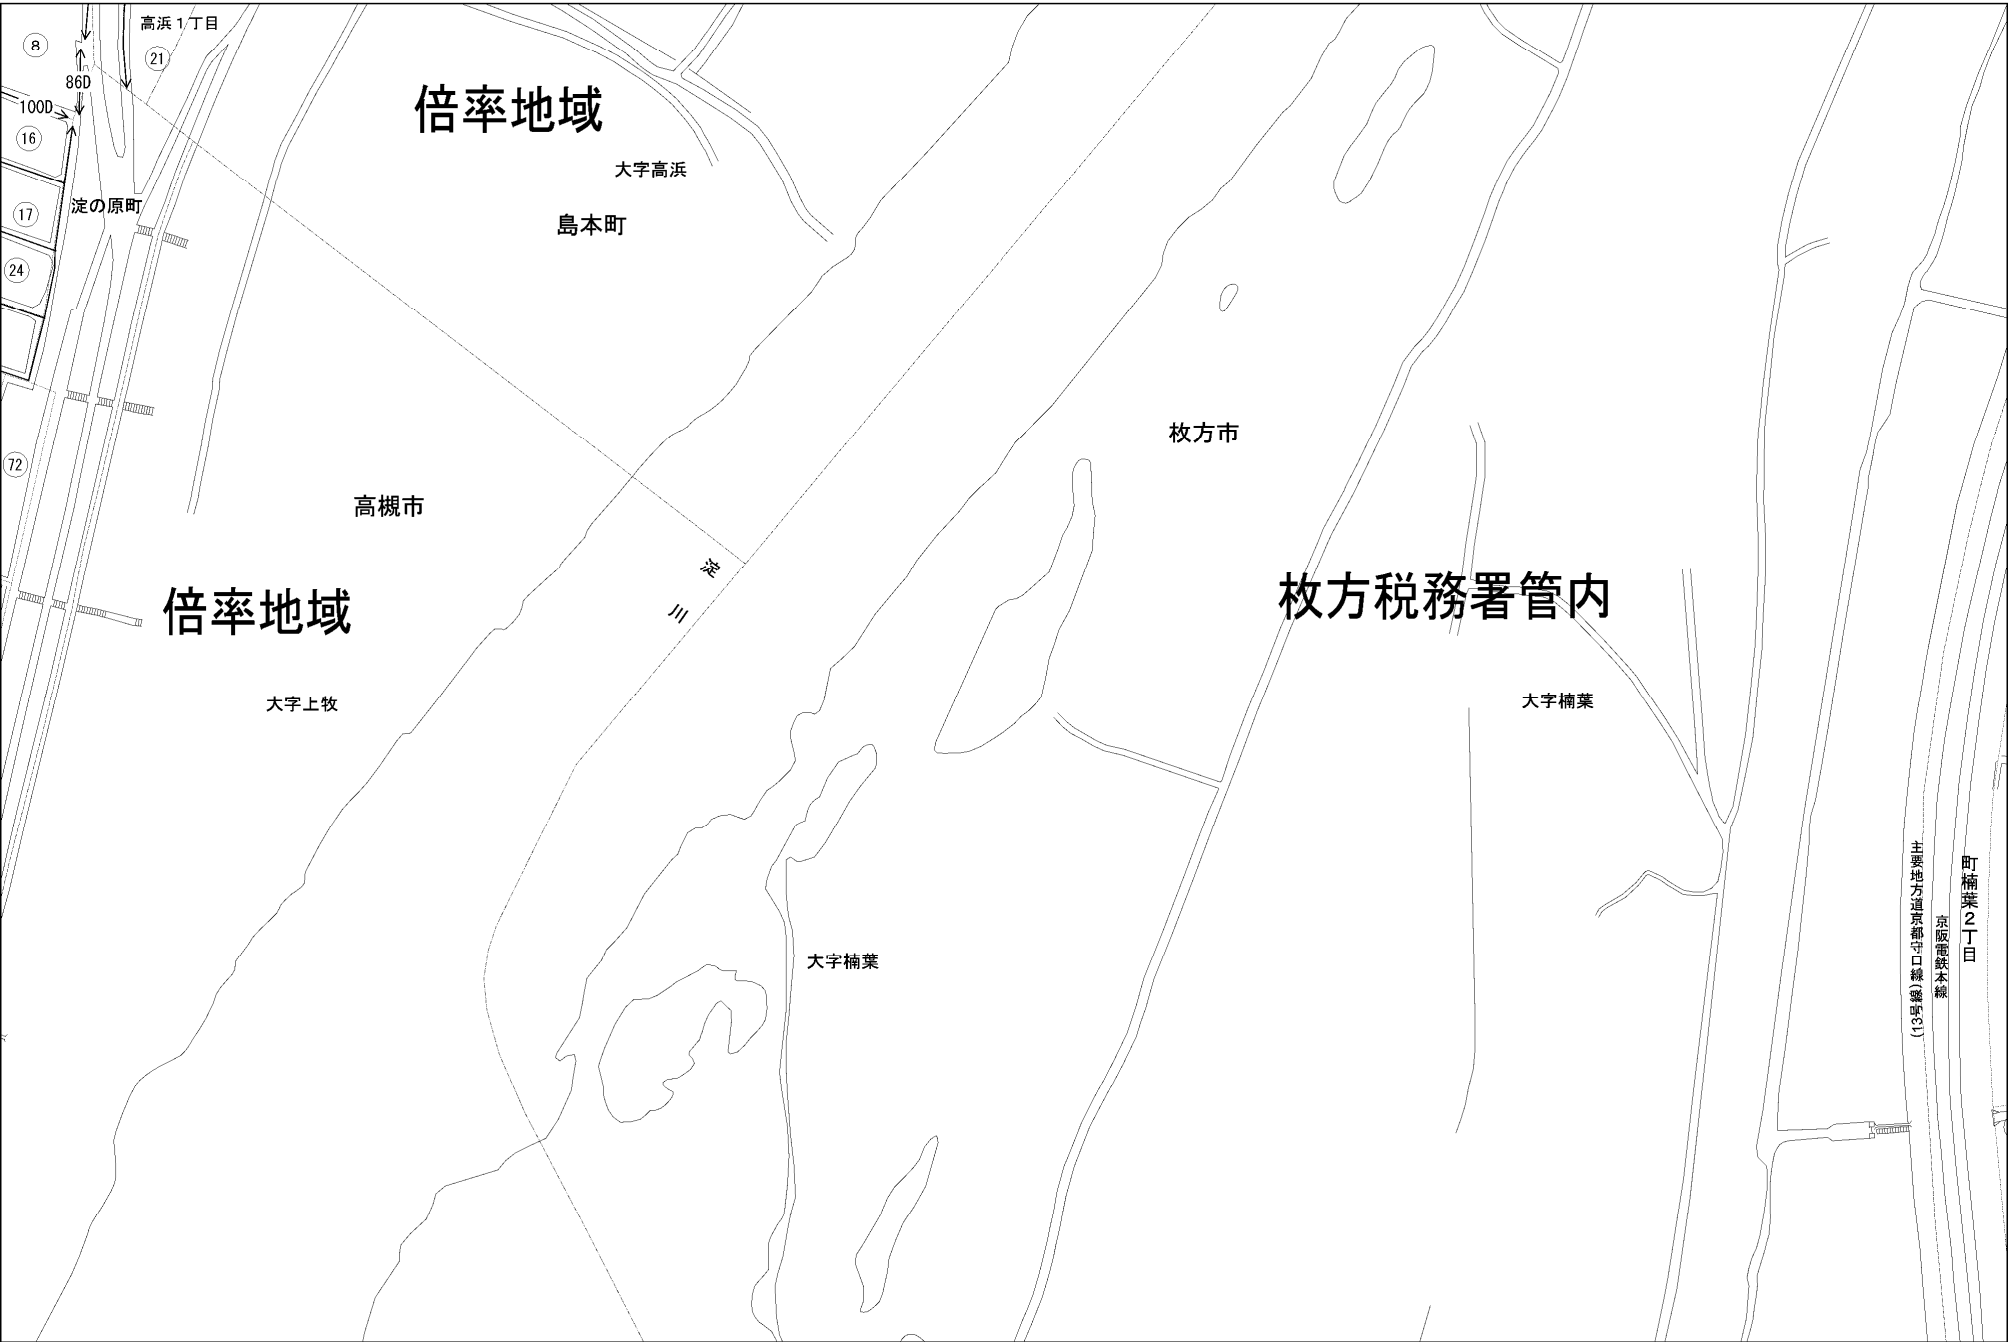 高浜１丁目
8
21
86D
100D
倍率地域
16
大字高浜
17
淀の原町
島本町
24
枚方市
72
高槻市
淀川
枚方税務署管内
倍率地域
大字上牧
大字楠葉
大字楠葉
主要地方道京都守口線(13号線)
京阪電鉄本線
町楠葉２丁目